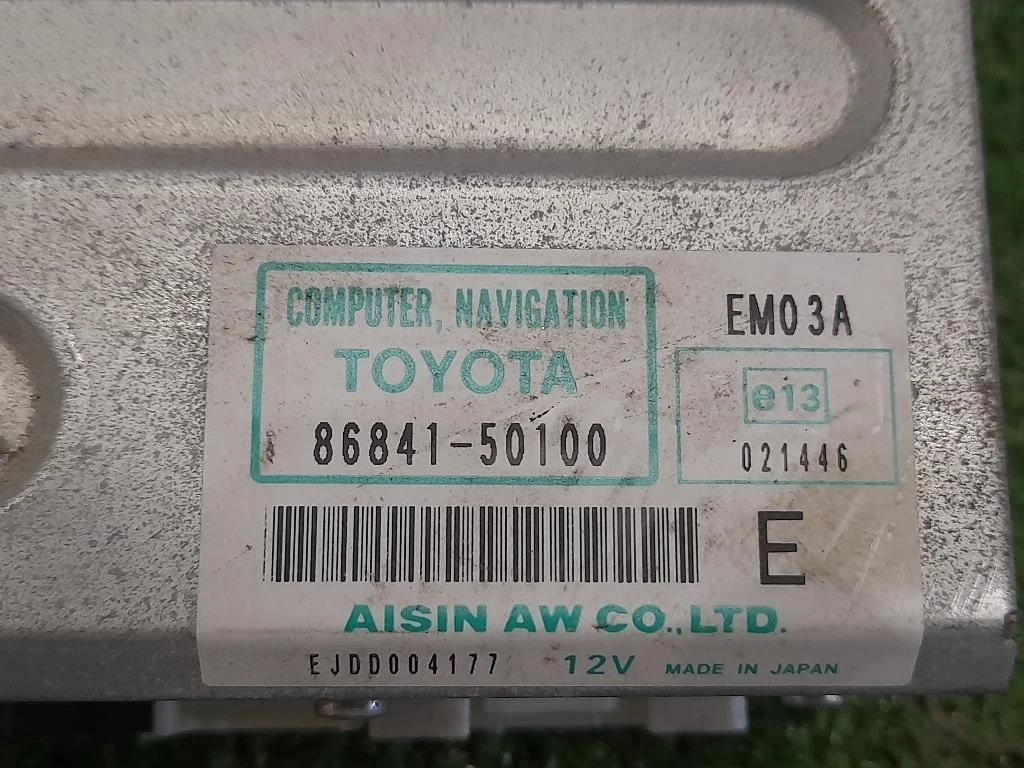 COMPUTER, NAVIGATION
TOYOTA
86841-50100
EM03A
e13
021446
E
AISIN AW CO., LTD.
EJDD004177 12V MADE IN JAPAN